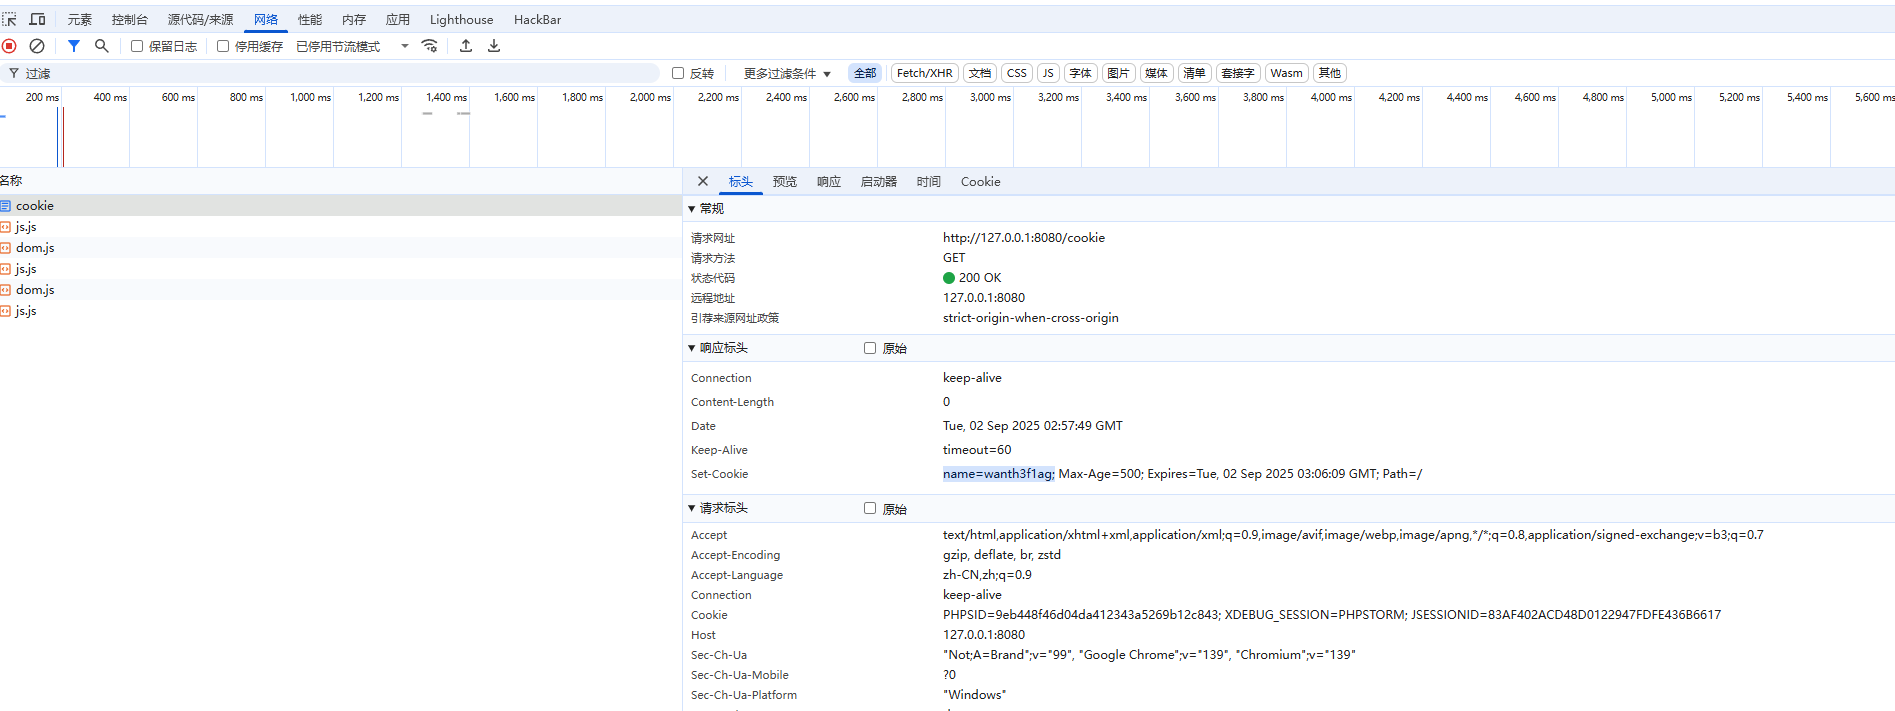 元素 控制台 源代码/来源 网络 性能 内存 应用 Lighthouse HackBar
保留日志 停用缓存 已停用节流模式
过滤 反转 更多过滤条件 全部 Fetch/XHR 文档 CSS JS 字体 图片 媒体 清单 套接字 Wasm 其他
200 ms 400 ms 600 ms 800 ms 1,000 ms 1,200 ms 1,400 ms 1,600 ms 1,800 ms 2,000 ms 2,200 ms 2,400 ms 2,600 ms 2,800 ms 3,000 ms 3,200 ms 3,400 ms 3,600 ms 3,800 ms 4,000 ms 4,200 ms 4,400 ms 4,600 ms 4,800 ms 5,000 ms 5,200 ms 5,400 ms 5,600 ms
名称
cookie
js.js
dom.js
js.js
dom.js
js.js
标头 预览 响应 启动器 时间 Cookie
常规
请求网址 http://127.0.0.1:8080/cookie
请求方法 GET
状态代码 200 OK
远程地址 127.0.0.1:8080
引荐来源网址政策 strict-origin-when-cross-origin
响应标头 原始
Connection keep-alive
Content-Length 0
Date Tue, 02 Sep 2025 02:57:49 GMT
Keep-Alive timeout=60
Set-Cookie name=wanth3f1ag; Max-Age=500; Expires=Tue, 02 Sep 2025 03:06:09 GMT; Path=/
请求标头 原始
Accept text/html,application/xhtml+xml,application/xml;q=0.9,image/avif,image/webp,image/apng,*/*;q=0.8,application/signed-exchange;v=b3;q=0.7
Accept-Encoding gzip, deflate, br, zstd
Accept-Language zh-CN,zh;q=0.9
Connection keep-alive
Cookie PHPSID=9eb448f46d04da412343a5269b12c843; XDEBUG_SESSION=PHPSTORM; JSESSIONID=83AF402ACD48D0122947FDFE436B6617
Host 127.0.0.1:8080
Sec-Ch-Ua "Not;A=Brand";v="99", "Google Chrome";v="139", "Chromium";v="139"
Sec-Ch-Ua-Mobile ?0
Sec-Ch-Ua-Platform "Windows"